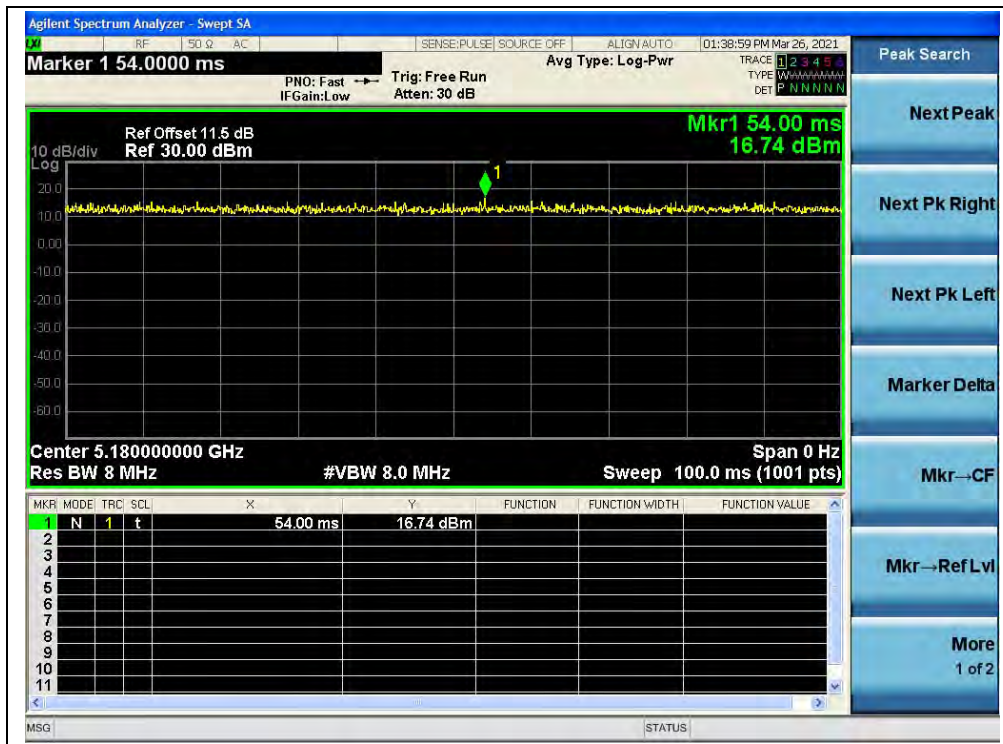 Agilent Spectrum Analyzer - Swept SA
LXI RF 50 Ω AC SENSE:PULSE SOURCE OFF ALIGN AUTO 01:38:59 PM Mar 26, 2021
Marker 1 54.0000 ms
PNO: Fast
IFGain:Low
Trig: Free Run
Atten: 30 dB
Avg Type: Log-Pwr
TRACE 1 2 3 4 5 6
TYPE
DET P N N N N N
Peak Search
Next Peak
Next Pk Right
Next Pk Left
Marker Delta
Mkr→CF
Mkr→Ref Lvl
More
1 of 2
Mkr1 54.00 ms
16.74 dBm
Ref Offset 11.5 dB
10 dB/div Ref 30.00 dBm
Log
1
20.0
10.0
0.00
-10.0
-20.0
-30.0
-40.0
-50.0
-60.0
Center 5.180000000 GHz Span 0 Hz
Res BW 8 MHz #VBW 8.0 MHz Sweep 100.0 ms (1001 pts)
MKR MODE TRC SCL X Y FUNCTION FUNCTION WIDTH FUNCTION VALUE
1 N 1 t 54.00 ms 16.74 dBm
2
3
4
5
6
7
8
9
10
11
MSG STATUS